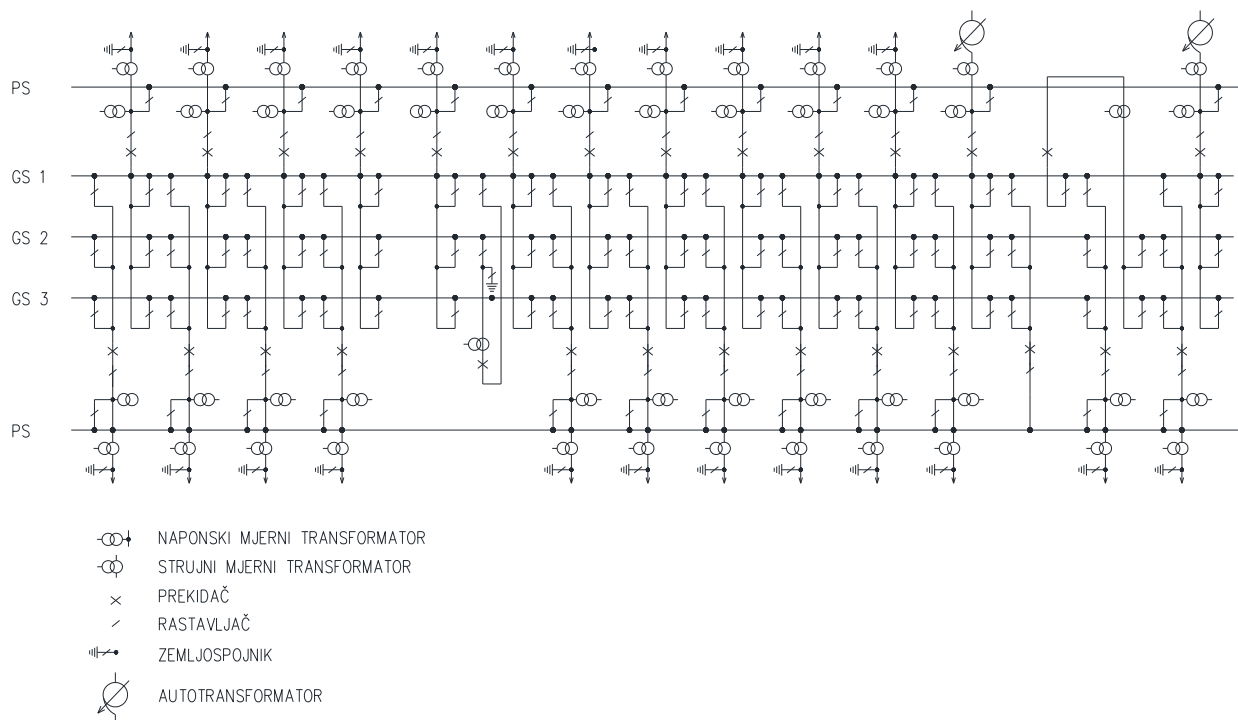 PS
GS 1
GS 2
GS 3
PS
NAPONSKI MJERNI TRANSFORMATOR
STRUJNI MJERNI TRANSFORMATOR
PREKIDAČ
RASTAVLJAČ
ZEMLJOSPOJNIK
AUTOTRANSFORMATOR